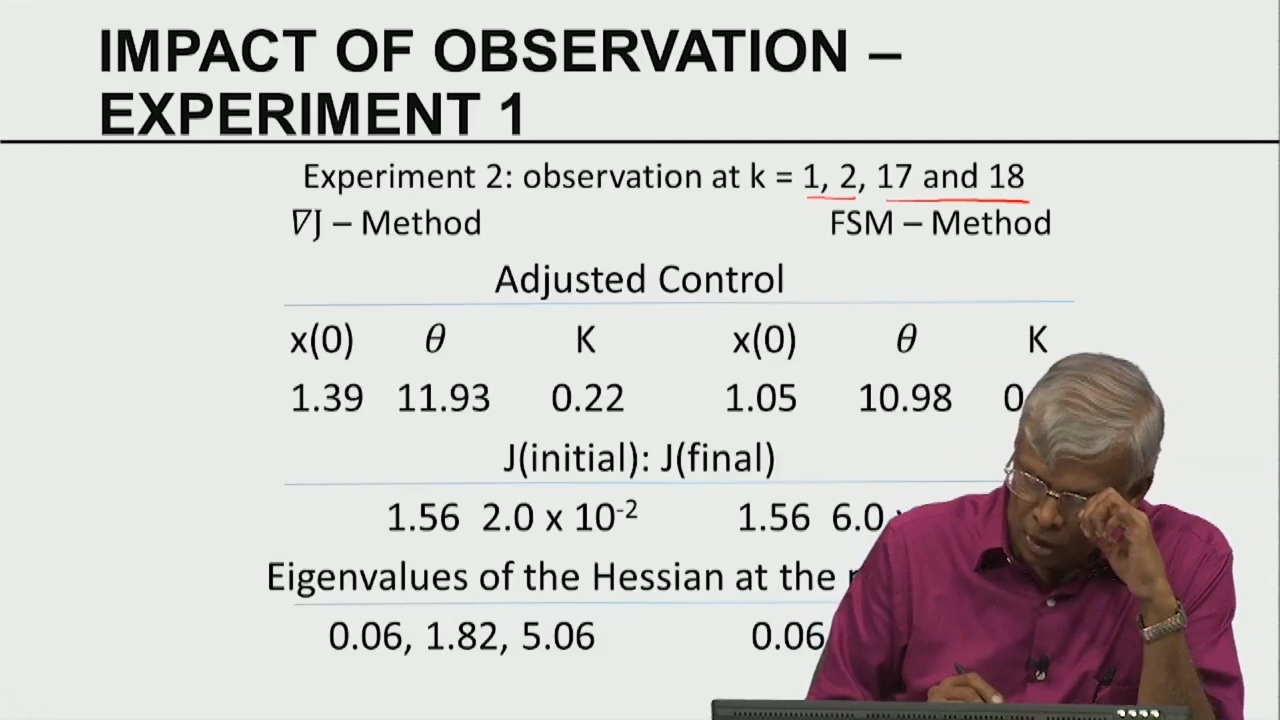 IMPACT OF OBSERVATION –
EXPERIMENT 1
Experiment 2: observation at k = 1, 2, 17 and 18
∇J – Method FSM – Method
Adjusted Control
x(0) θ K x(0) θ K
1.39 11.93 0.22 1.05 10.98
J(initial): J(final)
1.56 2.0 x 10⁻² 1.56 6.0
Eigenvalues of the Hessian at the
0.06, 1.82, 5.06 0.06